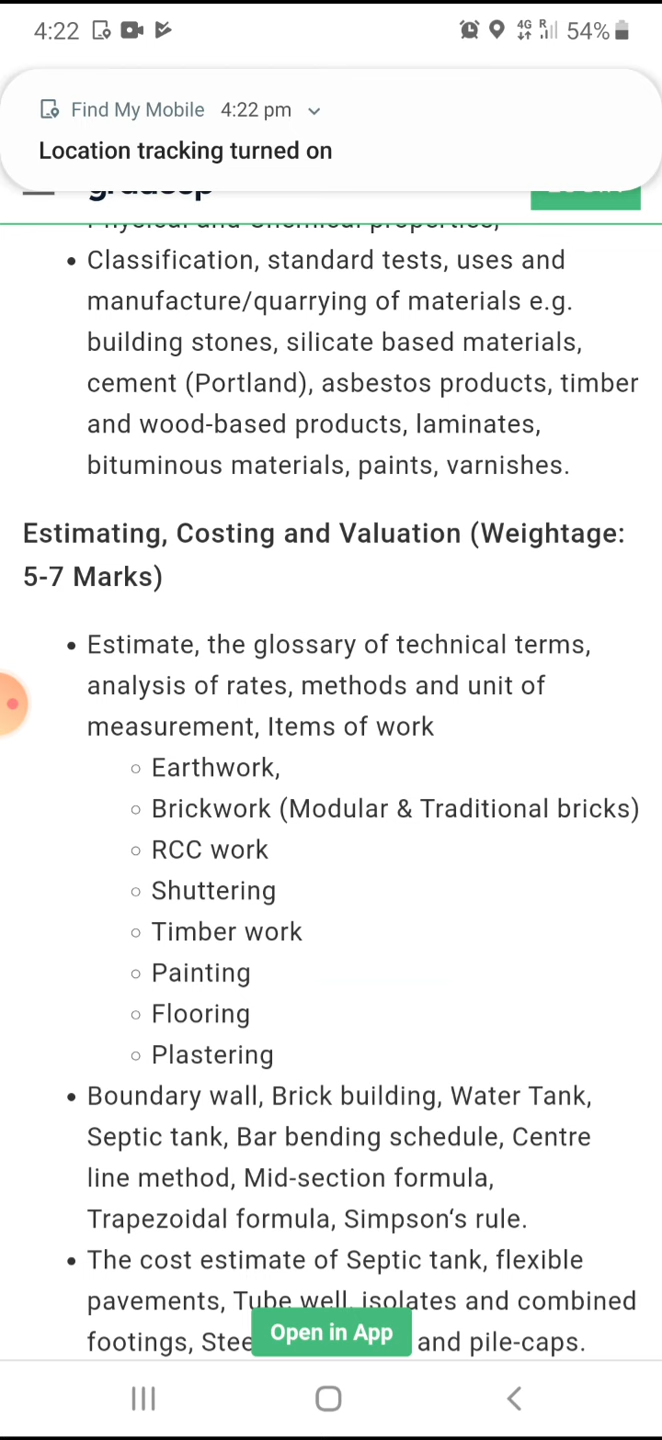 4:22 4G R 54%
Find My Mobile 4:22 pm
Location tracking turned on
Classification, standard tests, uses and
manufacture/quarrying of materials e.g.
building stones, silicate based materials,
cement (Portland), asbestos products, timber
and wood-based products, laminates,
bituminous materials, paints, varnishes.
Estimating, Costing and Valuation (Weightage:
5-7 Marks)
Estimate, the glossary of technical terms,
analysis of rates, methods and unit of
measurement, Items of work
Earthwork,
Brickwork (Modular & Traditional bricks)
RCC work
Shuttering
Timber work
Painting
Flooring
Plastering
Boundary wall, Brick building, Water Tank,
Septic tank, Bar bending schedule, Centre
line method, Mid-section formula,
Trapezoidal formula, Simpson‘s rule.
The cost estimate of Septic tank, flexible
pavements, Tube well, isolates and combined
footings, and pile-caps.
Open in App